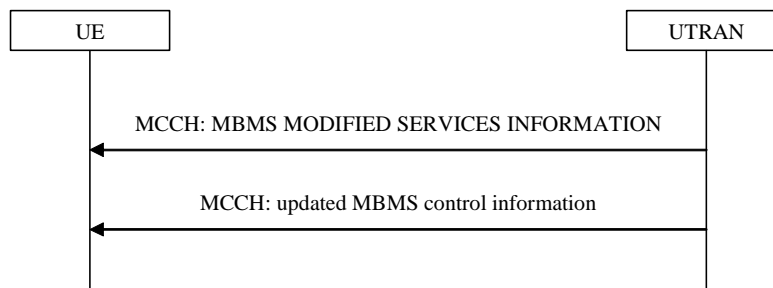 UE
UTRAN
MCCH: MBMS MODIFIED SERVICES INFORMATION
MCCH: updated MBMS control information